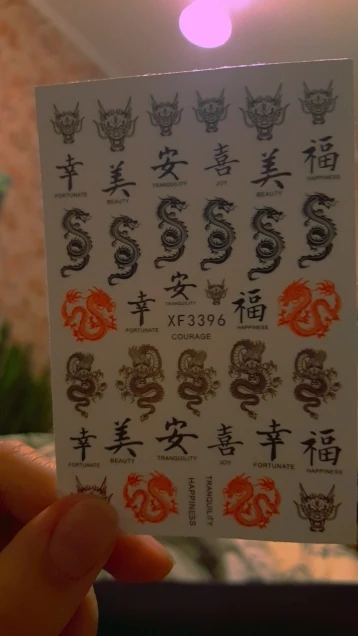 幸 美 安 喜 美 福
FORTUNATE BEAUTY TRANQUILITY JOY BEAUTY HAPPINESS
幸 安 福
FORTUNATE TRANQUILITY HAPPINESS
XF3396
COURAGE
幸 美 安 喜 幸 福
FORTUNATE BEAUTY TRANQUILITY JOY FORTUNATE HAPPINESS
HAPPINESS
TRANQUILITY